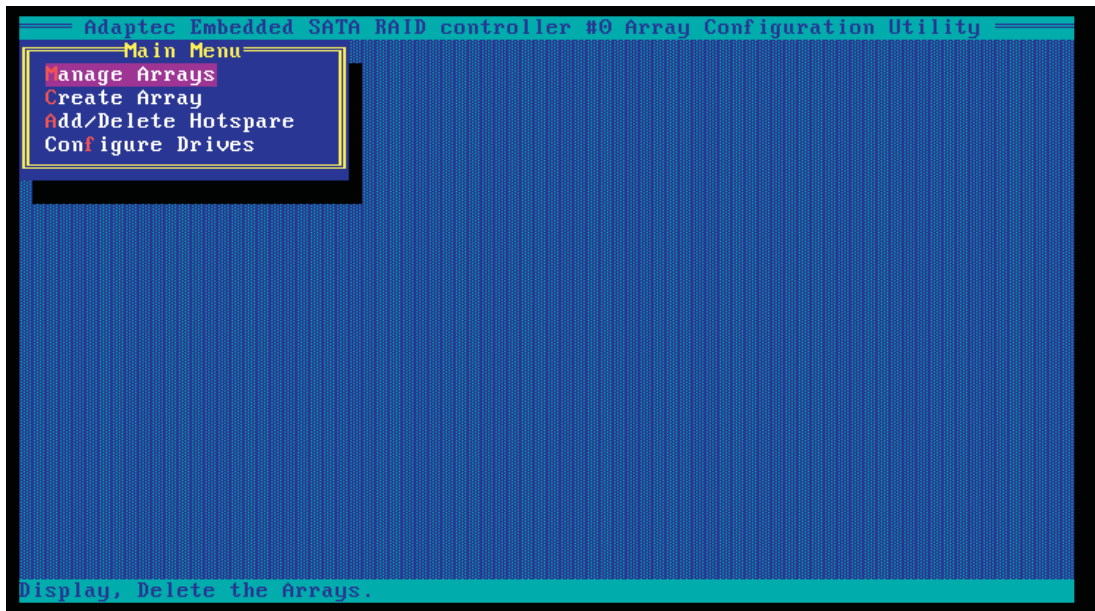 Adaptec Embedded SATA RAID controller #0 Array Configuration Utility
Main Menu
Manage Arrays
Create Array
Add/Delete Hotspare
Configure Drives
Display, Delete the Arrays.